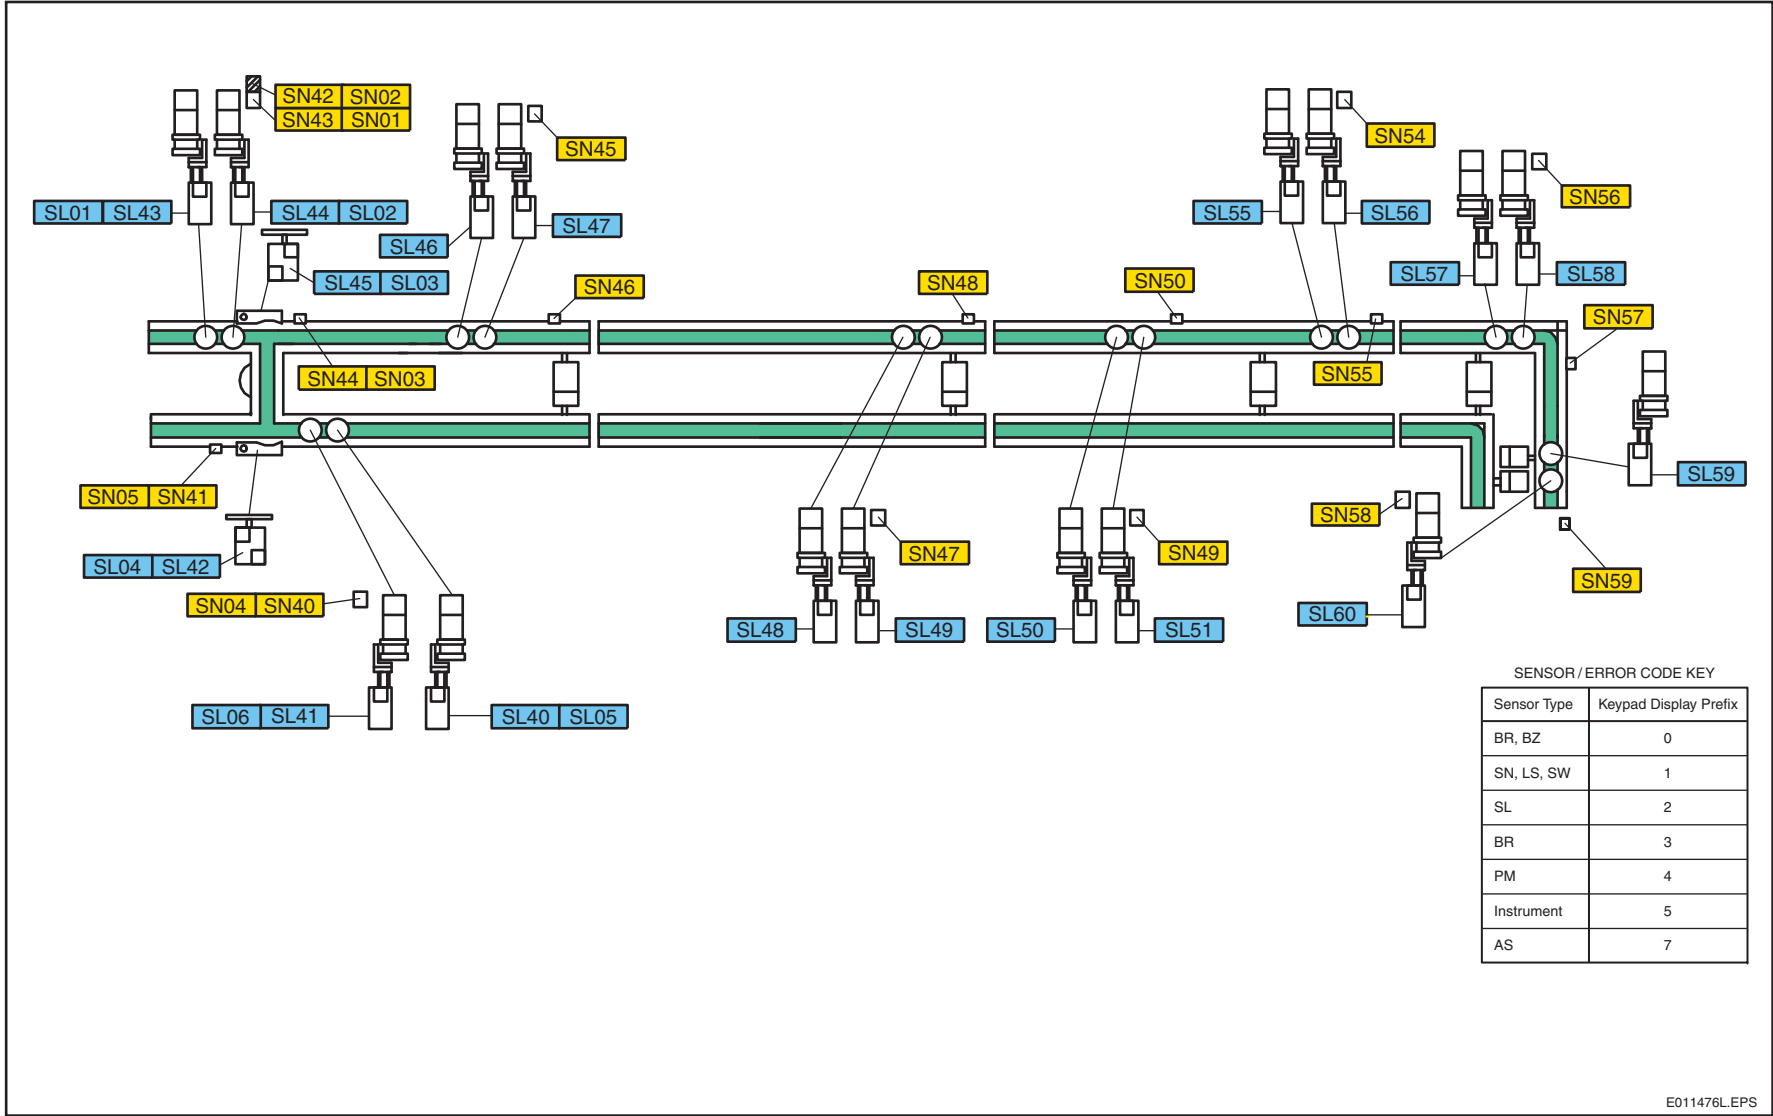 SN42 SN02
SN43 SN01
SN45
SN54
SN56
SL01 SL43
SL44 SL02
SL46
SL47
SL55
SL56
SL57
SL58
SL45 SL03
SN46
SN48
SN50
SN57
SN44 SN03
SN55
SL59
SN05 SN41
SN58
SL04 SL42
SN47
SN49
SN59
SN04 SN40
SL48
SL49
SL50
SL51
SL60
SL06 SL41
SL40 SL05
SENSOR / ERROR CODE KEY
Sensor Type Keypad Display Prefix
BR, BZ 0
SN, LS, SW 1
SL 2
BR 3
PM 4
Instrument 5
AS 7
E011476L.EPS